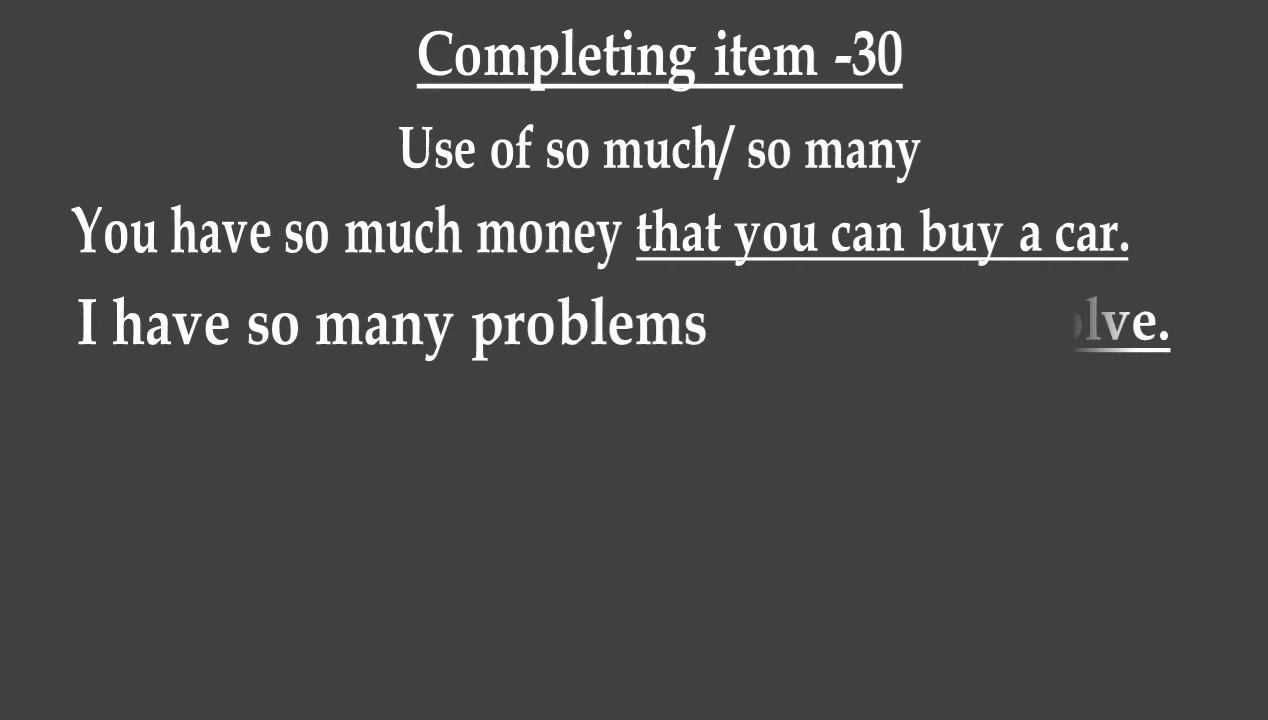 Completing item -30
Use of so much/ so many
You have so much money that you can buy a car.
I have so many problems